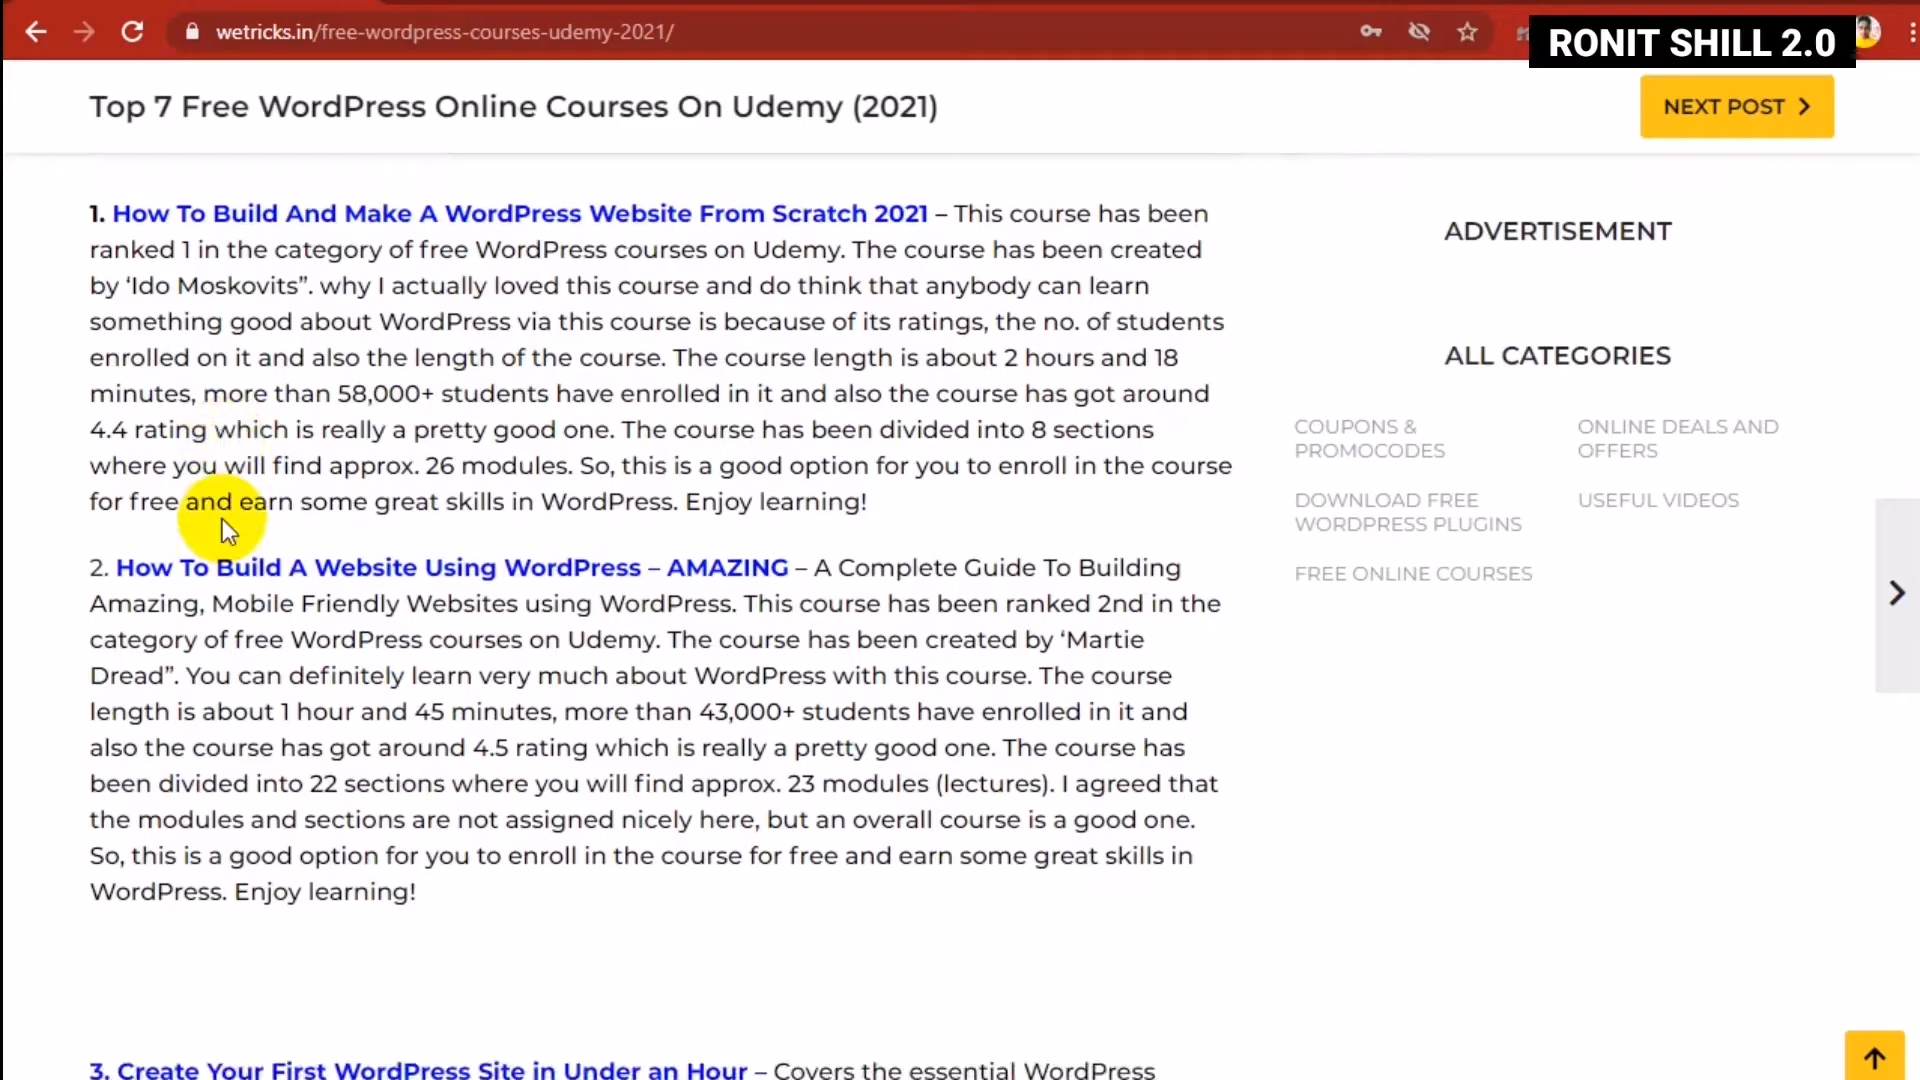 wetricks.in/free-wordpress-courses-udemy-2021/
RONIT SHILL 2.0
Top 7 Free WordPress Online Courses On Udemy (2021)
NEXT POST
1. How To Build And Make A WordPress Website From Scratch 2021 – This course has been
ranked 1 in the category of free WordPress courses on Udemy. The course has been created
by ‘Ido Moskovits”. why I actually loved this course and do think that anybody can learn
something good about WordPress via this course is because of its ratings, the no. of students
enrolled on it and also the length of the course. The course length is about 2 hours and 18
minutes, more than 58,000+ students have enrolled in it and also the course has got around
4.4 rating which is really a pretty good one. The course has been divided into 8 sections
where you will find approx. 26 modules. So, this is a good option for you to enroll in the course
for free and earn some great skills in WordPress. Enjoy learning!
2. How To Build A Website Using WordPress – AMAZING – A Complete Guide To Building
Amazing, Mobile Friendly Websites using WordPress. This course has been ranked 2nd in the
category of free WordPress courses on Udemy. The course has been created by ‘Martie
Dread”. You can definitely learn very much about WordPress with this course. The course
length is about 1 hour and 45 minutes, more than 43,000+ students have enrolled in it and
also the course has got around 4.5 rating which is really a pretty good one. The course has
been divided into 22 sections where you will find approx. 23 modules (lectures). I agreed that
the modules and sections are not assigned nicely here, but an overall course is a good one.
So, this is a good option for you to enroll in the course for free and earn some great skills in
WordPress. Enjoy learning!
3. Create Your First WordPress Site in Under an Hour – Covers the essential WordPress
ADVERTISEMENT
ALL CATEGORIES
COUPONS &
PROMOCODES
ONLINE DEALS AND
OFFERS
DOWNLOAD FREE
WORDPRESS PLUGINS
USEFUL VIDEOS
FREE ONLINE COURSES